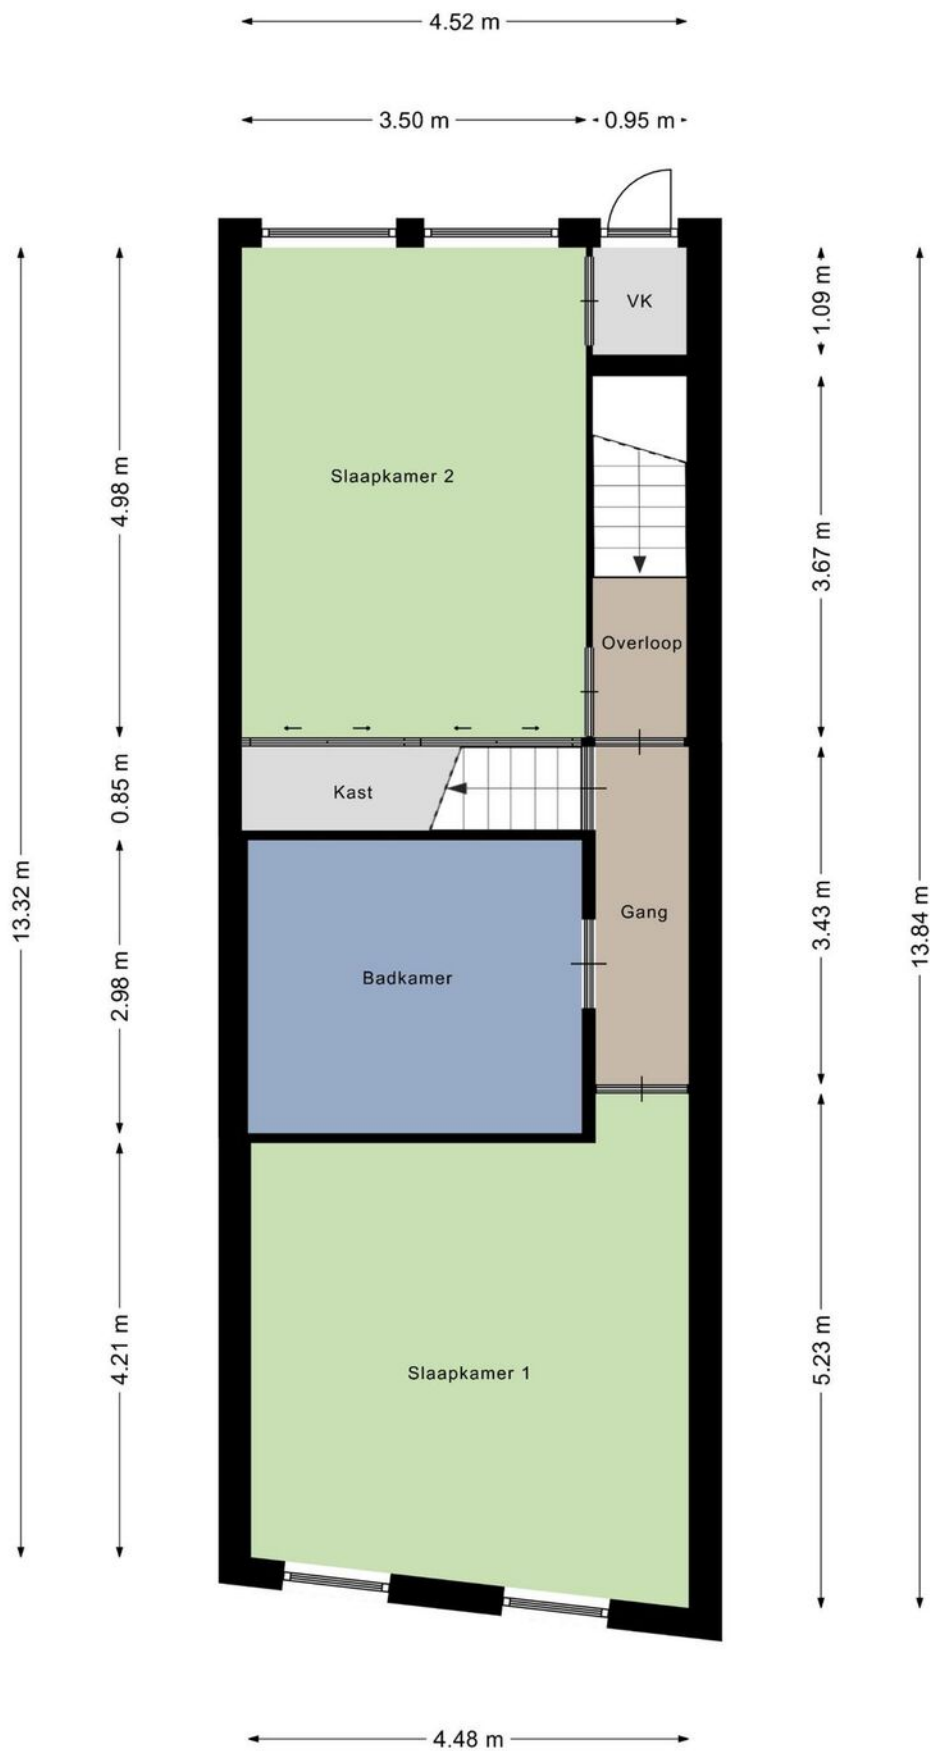 4.52 m
3.50 m
0.95 m
VK
1.09 m
Slaapkamer 2
4.98 m
3.67 m
Overloop
Kast
0.85 m
13.32 m
Gang
3.43 m
13.84 m
Badkamer
2.98 m
Slaapkamer 1
4.21 m
5.23 m
4.48 m